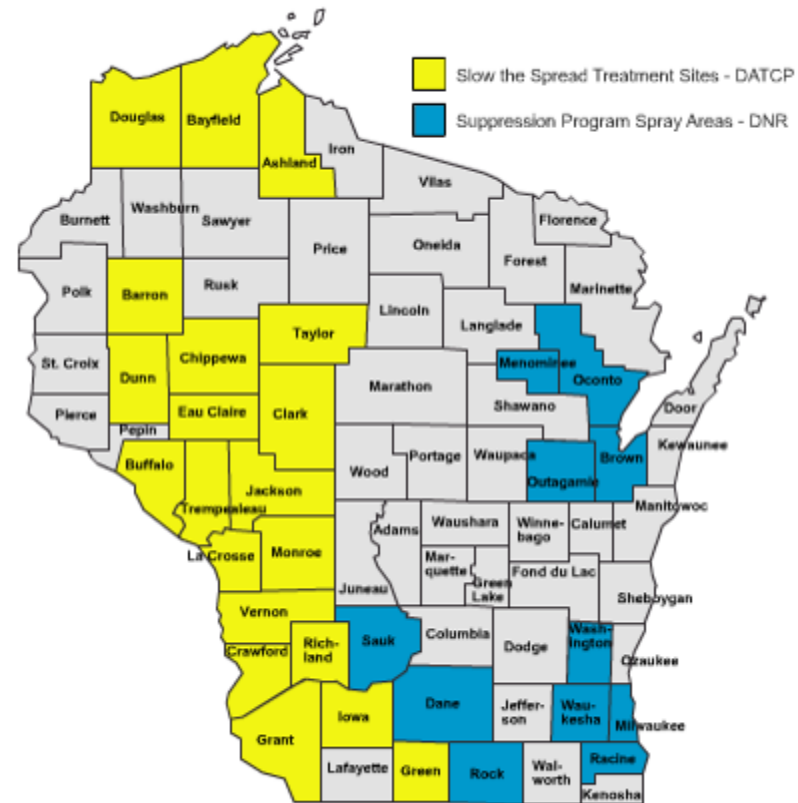 Slow the Spread Treatment Sites - DATCP
Suppression Program Spray Areas - DNR
Douglas
Bayfield
Ashland
Iron
Vilas
Burnett
Washburn
Sawyer
Price
Oneida
Florence
Forest
Marinette
Polk
Barron
Rusk
Lincoln
Langlade
Taylor
St. Croix
Dunn
Chippewa
Menominee
Oconto
Marathon
Shawano
Door
Pierce
Pepin
Eau Claire
Clark
Kewaunee
Buffalo
Wood
Portage
Waupaca
Outagamie
Brown
Trempealeau
Jackson
Manitowoc
Adams
Waushara
Winne-
bago
Calumet
La Crosse
Monroe
Juneau
Mar-
quette
Green
Lake
Fond du Lac
Sheboygan
Vernon
Crawford
Rich-
land
Sauk
Columbia
Dodge
Wash-
ington
Ozaukee
Grant
Iowa
Dane
Jeffer-
son
Wau-
kesha
Milwaukee
Lafayette
Green
Rock
Wal-
worth
Racine
Kenosha